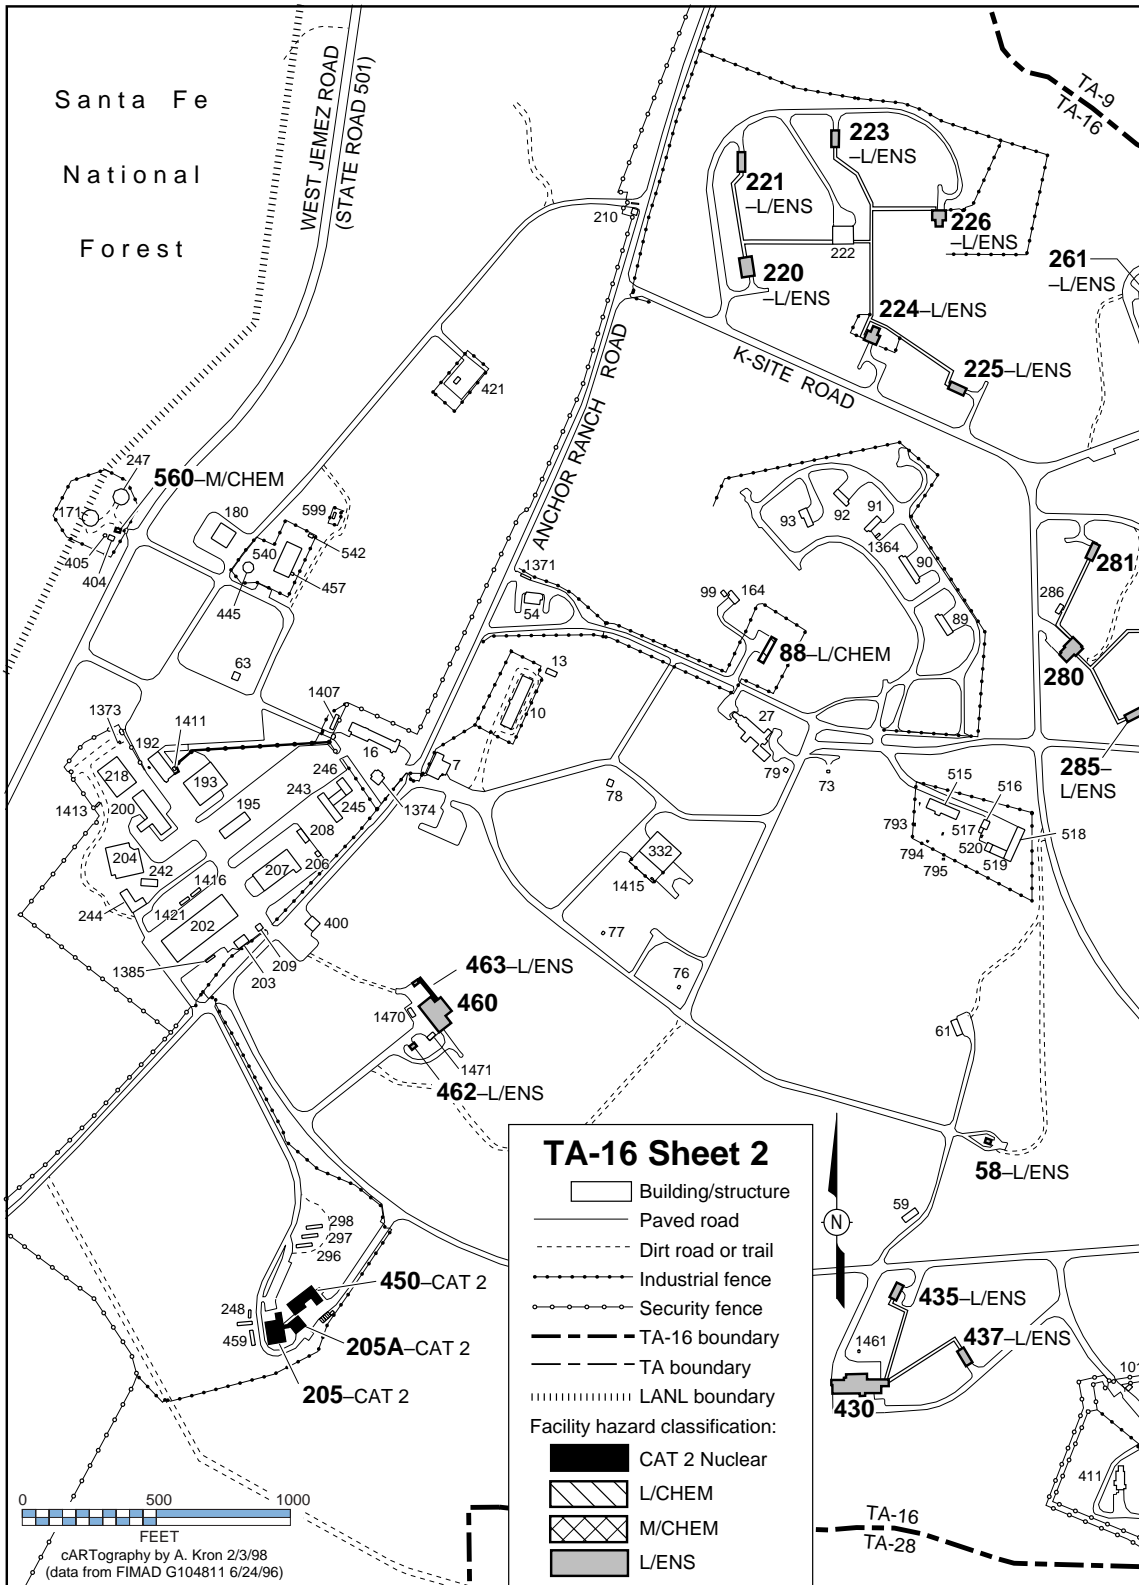 Santa Fe
National
Forest
WEST JEMEZ ROAD
(STATE ROAD 501)
TA-9
TA-16
223
–L/ENS
221
–L/ENS
210
226
–L/ENS
222
220
–L/ENS
261
–L/ENS
224–L/ENS
K-SITE ROAD
225–L/ENS
421
ANCHOR RANCH ROAD
247
560–M/CHEM
171
180
599
405
404
540
542
457
445
93
92
91
1364
90
281
1371
54
99
164
286
89
88–L/CHEM
280
63
13
10
1407
1373
1411
192
16
27
7
218
193
246
285–
L/ENS
79
73
78
243
245
1374
1413
200
195
208
515
516
793
517
518
332
204
207
206
794
520
519
795
242
1416
1415
244
1421
202
400
77
209
203
1385
463–L/ENS
76
460
1470
61
1471
462–L/ENS
58–L/ENS
59
N
298
297
296
450–CAT 2
248
459
205A–CAT 2
205–CAT 2
435–L/ENS
1461
437–L/ENS
430
101
411
TA-16
TA-28
TA-16 Sheet 2
Building/structure
Paved road
Dirt road or trail
Industrial fence
Security fence
TA-16 boundary
TA boundary
LANL boundary
Facility hazard classification:
CAT 2 Nuclear
L/CHEM
M/CHEM
L/ENS
0 500 1000
FEET
cARTography by A. Kron 2/3/98
(data from FIMAD G104811 6/24/96)